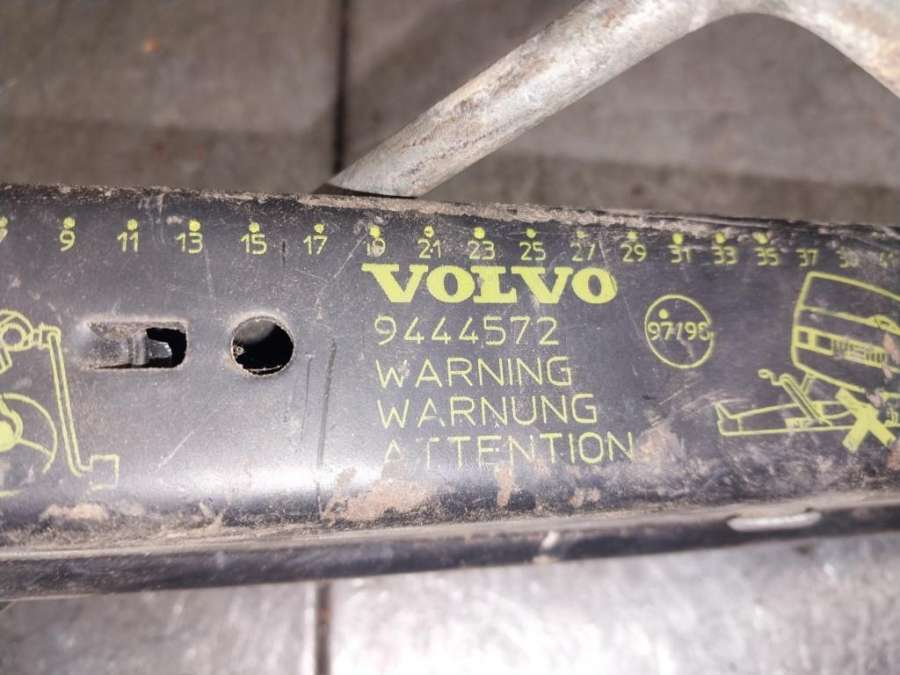 9 11 13 15 17 19 21 23 25 27 29 31 33 35 37
VOLVO
9444572
97/98
WARNING
WARNUNG
ATTENTION